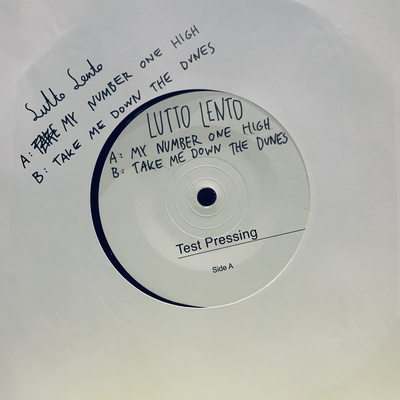 Lutto Lento
A: MY NUMBER ONE HIGH
B: TAKE ME DOWN THE DUNES
LUTTO LENTO
A: MY NUMBER ONE HIGH
B: TAKE ME DOWN THE DUNES
Test Pressing
Side A